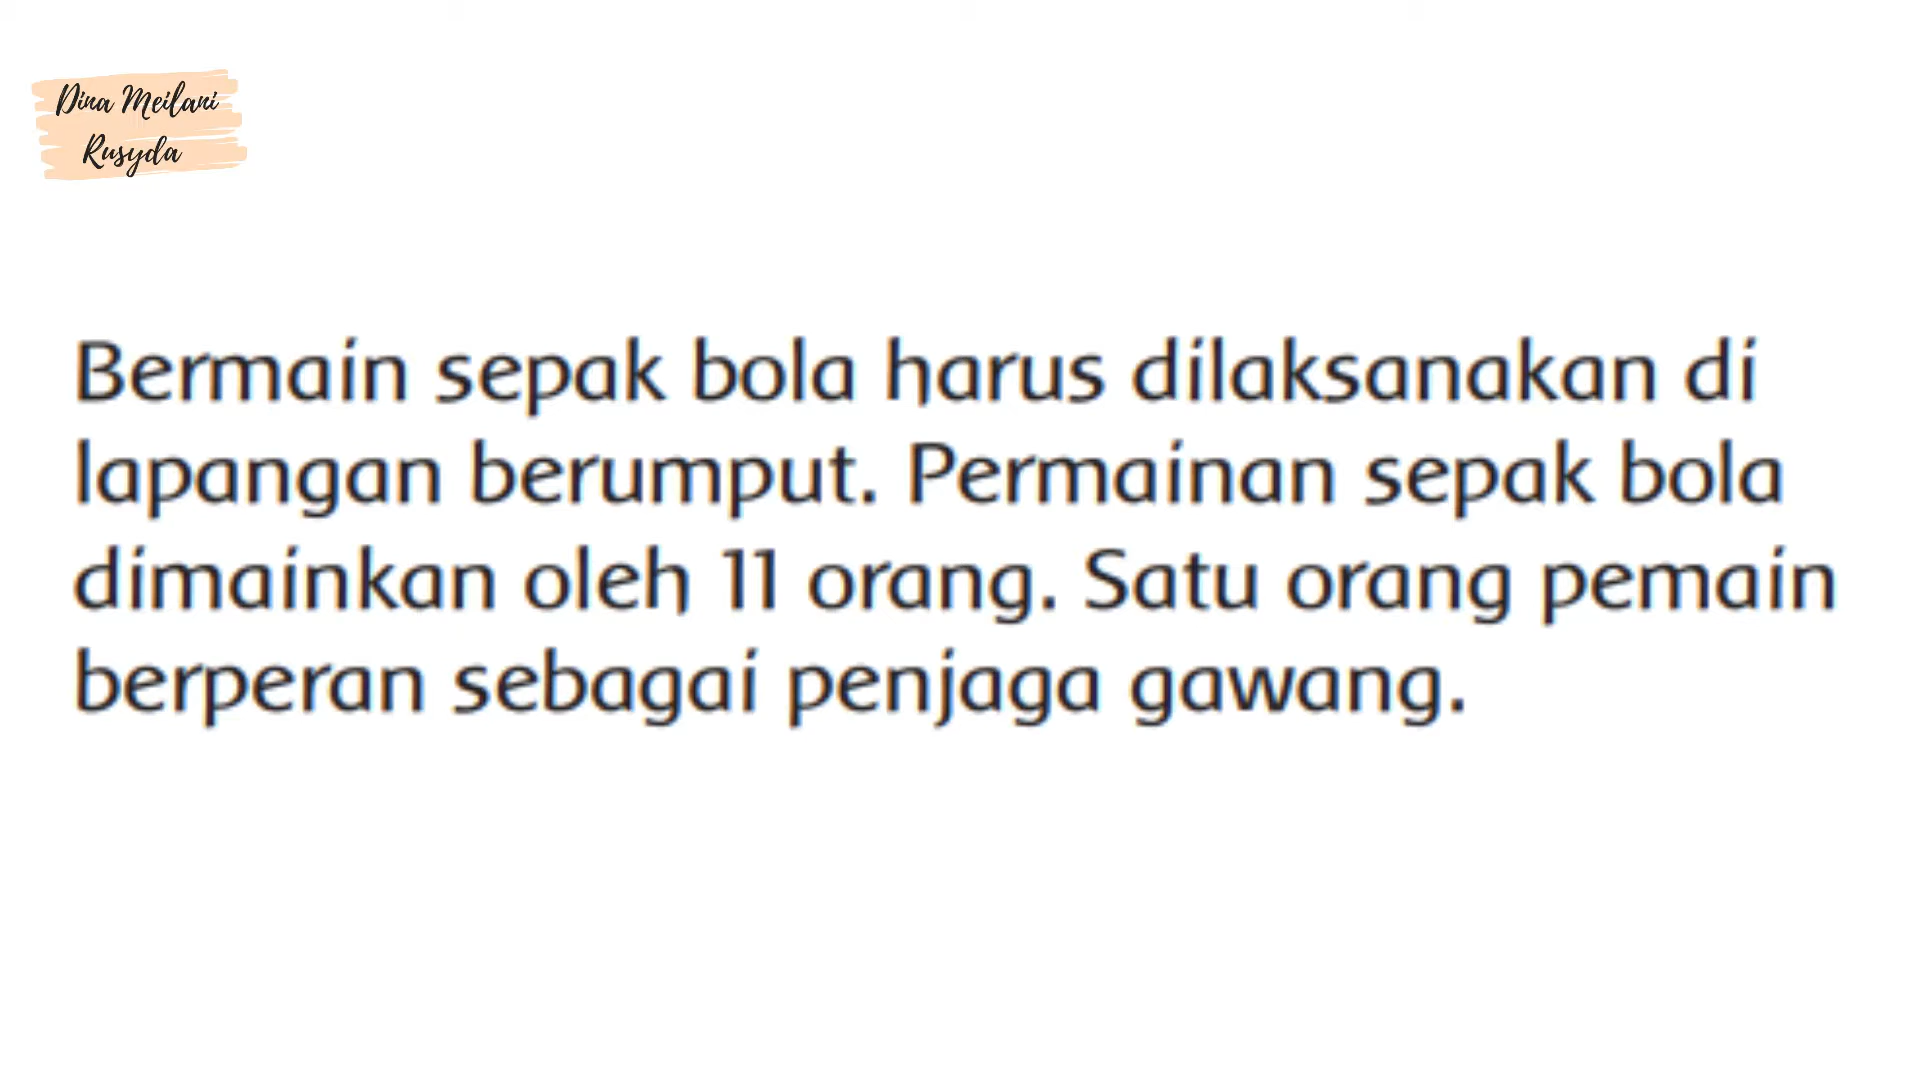 Dina Meilani
Rusyda
Bermain sepak bola harus dilaksanakan di
lapangan berumput. Permainan sepak bola
dimainkan oleh 11 orang. Satu orang pemain
berperan sebagai penjaga gawang.